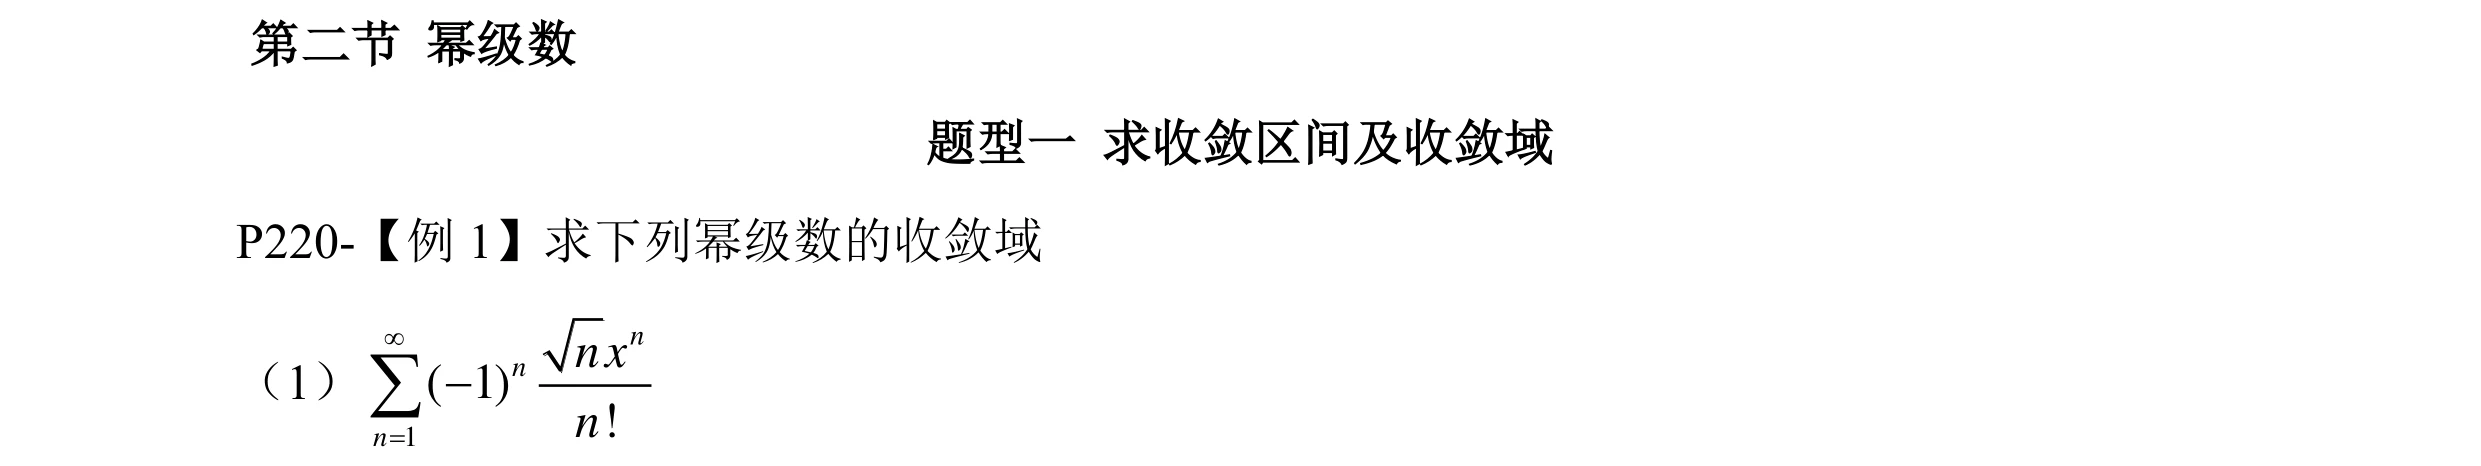 第二节 幂级数
题型一 求收敛区间及收敛域
P220-【例 1】求下列幂级数的收敛域
（1）$\sum_{n=1}^{\infty}(-1)^n\frac{\sqrt{n}x^n}{n!}$